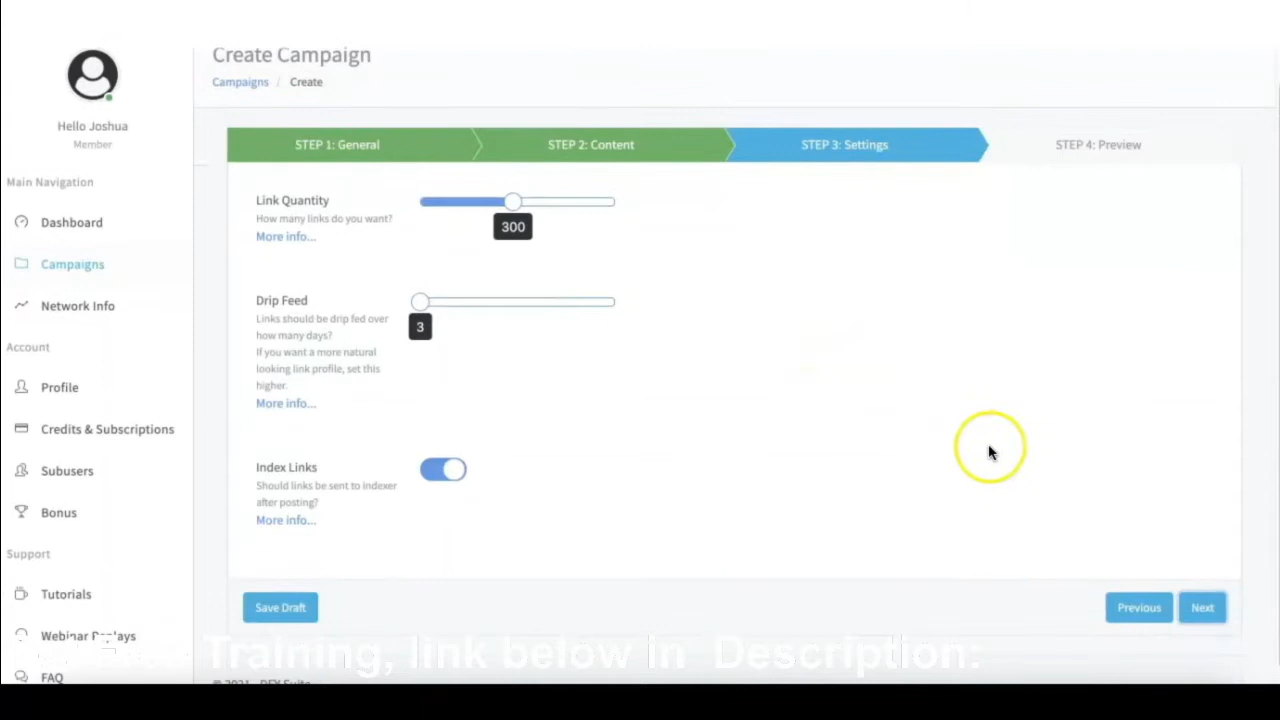 Create Campaign
Campaigns / Create
Hello Joshua
Member
Main Navigation
Dashboard
Campaigns
Network Info
Account
Profile
Credits & Subscriptions
Subusers
Bonus
Support
Tutorials
Webinar Replays
FAQ
STEP 1: General
STEP 2: Content
STEP 3: Settings
STEP 4: Preview
Link Quantity
How many links do you want?
More info...
300
Drip Feed
Links should be drip fed over
how many days?
If you want a more natural
looking link profile, set this
higher.
More info...
3
Index Links
Should links be sent to indexer
after posting?
More info...
Save Draft
Previous
Next
Training, link below in Description: